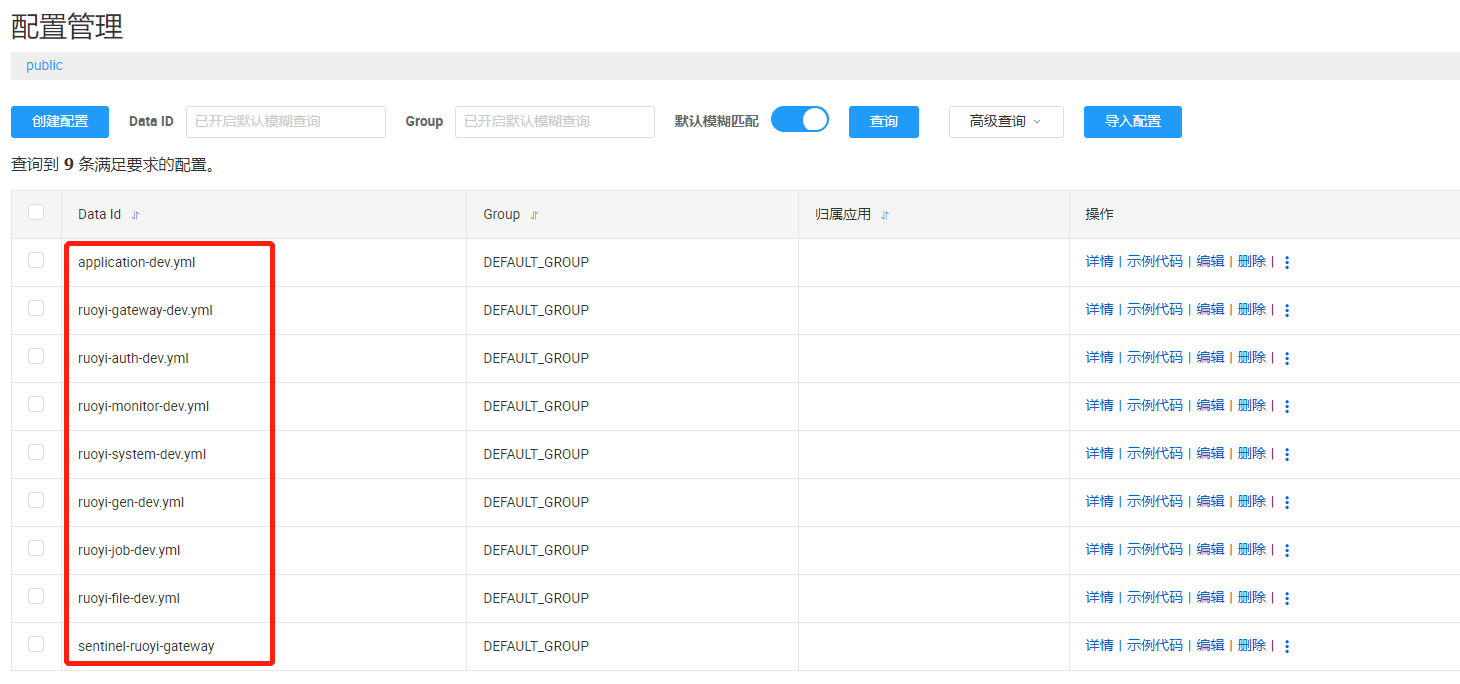 配置管理
public
创建配置 Data ID 已开启默认模糊查询 Group 已开启默认模糊查询 默认模糊匹配 查询 高级查询 导入配置
查询到 9 条满足要求的配置。
Data Id Group 归属应用 操作
application-dev.yml DEFAULT_GROUP 详情 | 示例代码 | 编辑 | 删除 |
ruoyi-gateway-dev.yml DEFAULT_GROUP 详情 | 示例代码 | 编辑 | 删除 |
ruoyi-auth-dev.yml DEFAULT_GROUP 详情 | 示例代码 | 编辑 | 删除 |
ruoyi-monitor-dev.yml DEFAULT_GROUP 详情 | 示例代码 | 编辑 | 删除 |
ruoyi-system-dev.yml DEFAULT_GROUP 详情 | 示例代码 | 编辑 | 删除 |
ruoyi-gen-dev.yml DEFAULT_GROUP 详情 | 示例代码 | 编辑 | 删除 |
ruoyi-job-dev.yml DEFAULT_GROUP 详情 | 示例代码 | 编辑 | 删除 |
ruoyi-file-dev.yml DEFAULT_GROUP 详情 | 示例代码 | 编辑 | 删除 |
sentinel-ruoyi-gateway DEFAULT_GROUP 详情 | 示例代码 | 编辑 | 删除 |